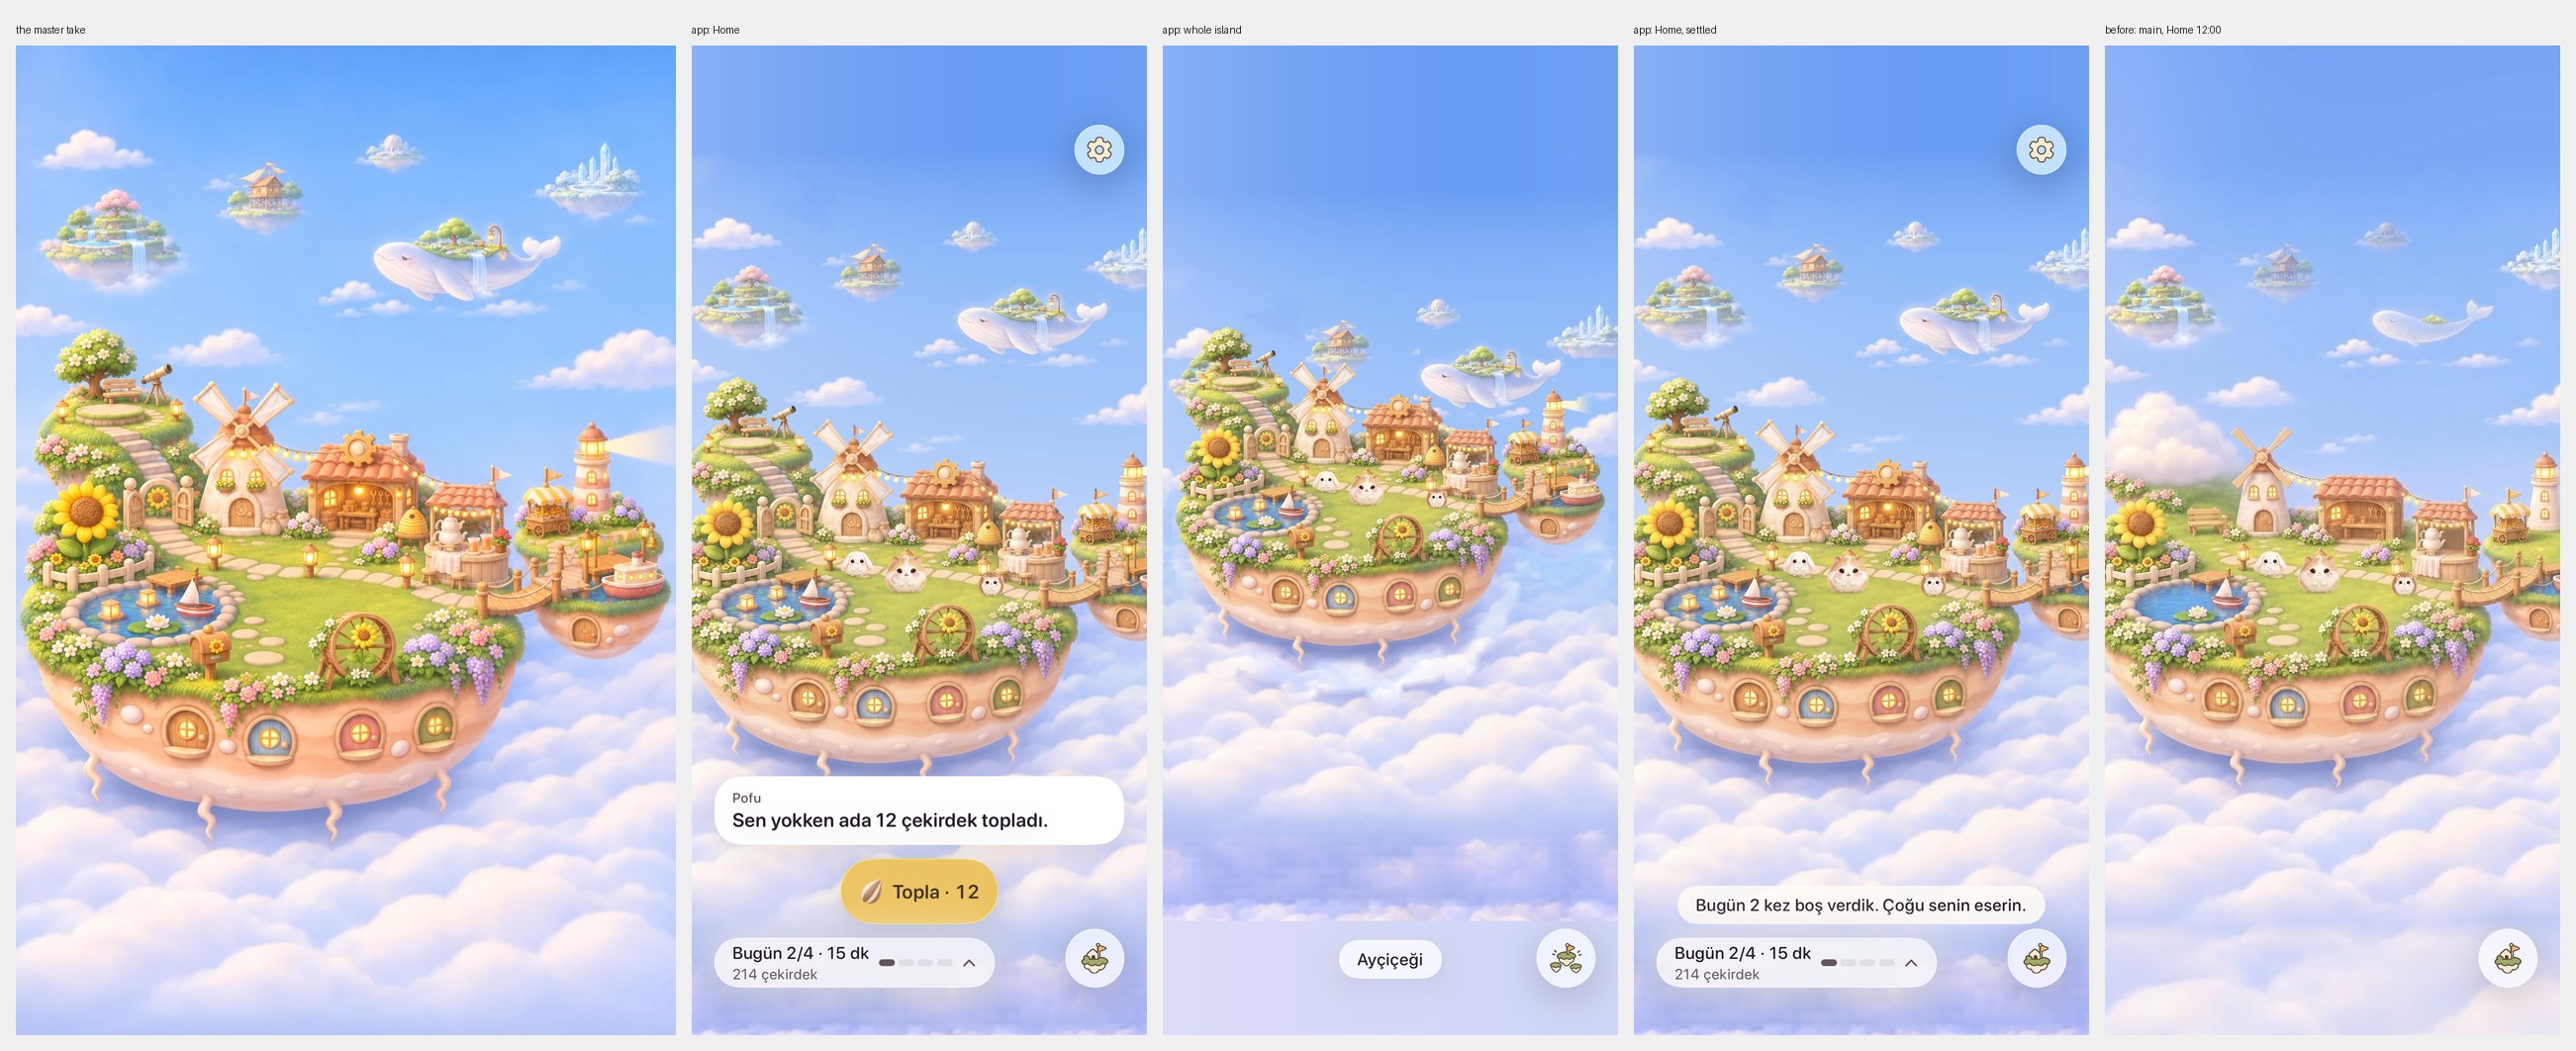 the master take
app: Home
app: whole island
app: Home, settled
before: main, Home 12:00
Pofu
Sen yokken ada 12 çekirdek topladı.
Topla · 12
Bugün 2/4 · 15 dk
214 çekirdek
Ayçiçeği
Bugün 2 kez boş verdik. Çoğu senin eserin.
Bugün 2/4 · 15 dk
214 çekirdek